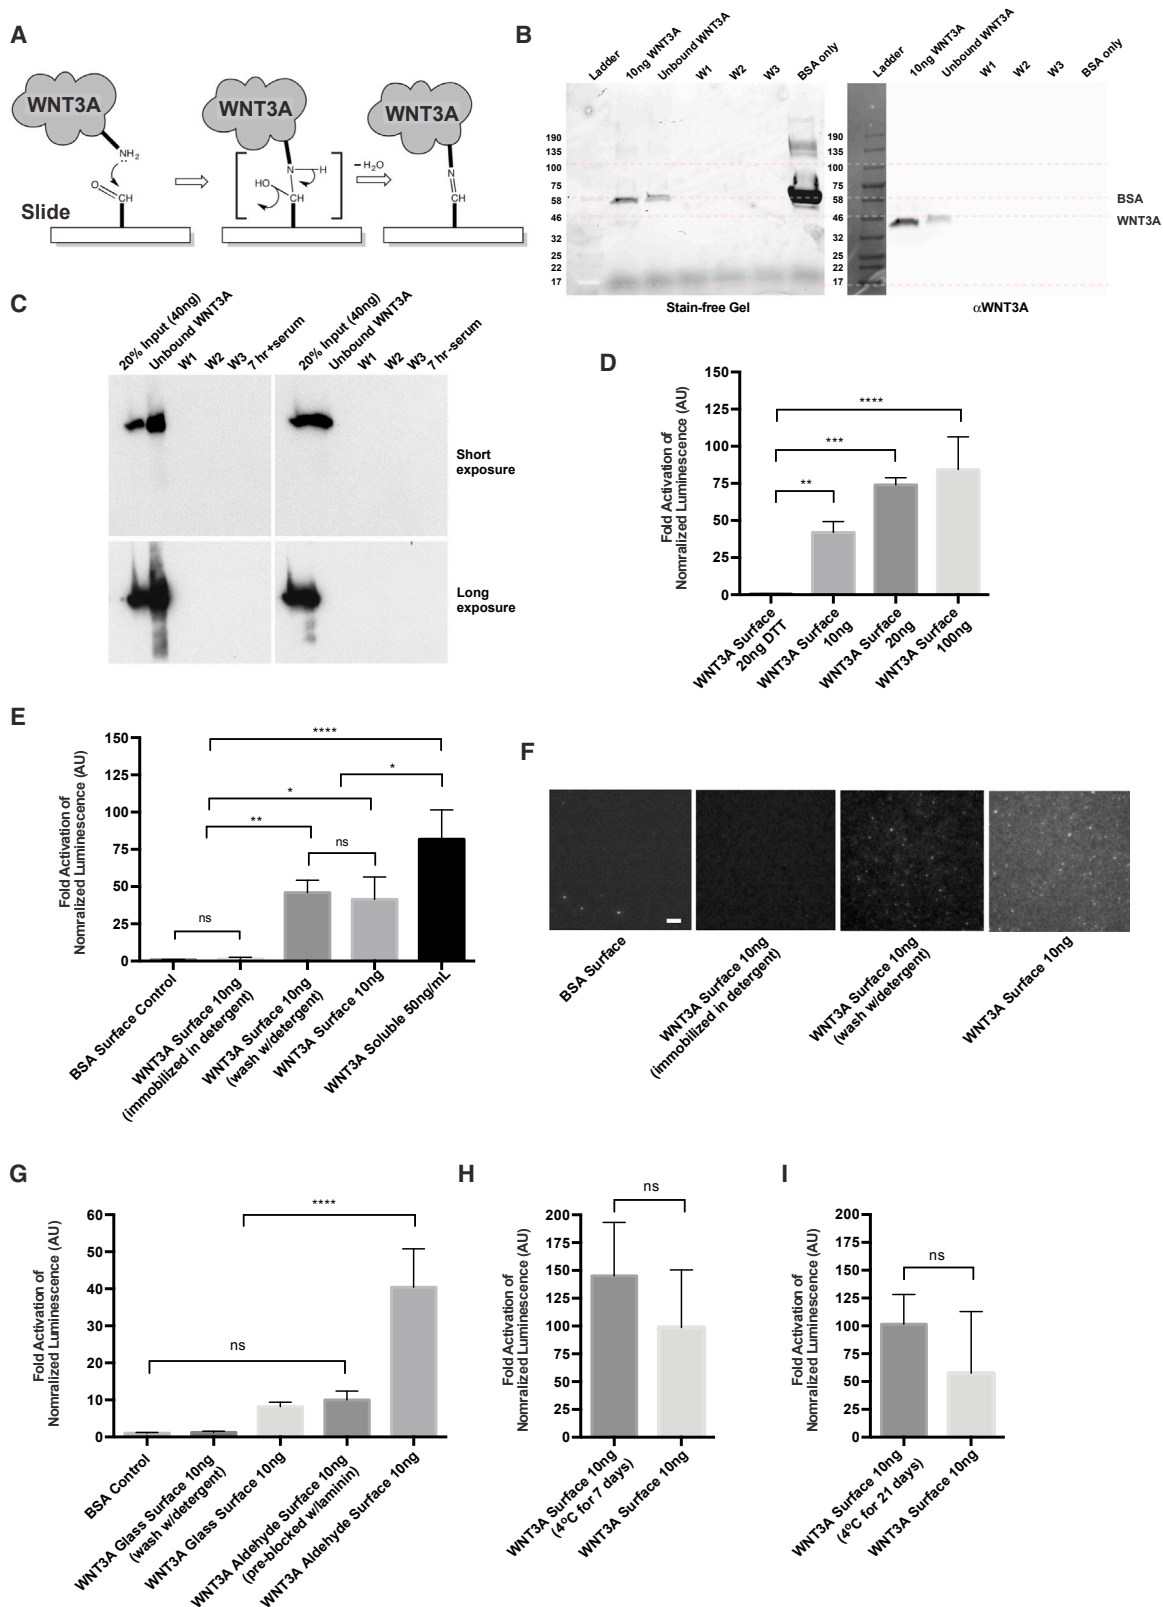 A
WNT3A
WNT3A
WNT3A
NH2
O
CH
Slide
N
H
HO
CH
–H2O
N
CH
B
Ladder
10ng WNT3A
Unbound WNT3A
W1
W2
W3
BSA only
Ladder
10ng WNT3A
Unbound WNT3A
W1
W2
W3
BSA only
190
135
100
75
58
46
32
25
22
17
190
135
100
75
58
46
32
25
22
17
BSA
WNT3A
Stain-free Gel
αWNT3A
C
20% Input (40ng)
Unbound WNT3A
W1
W2
W3
7 hr+serum
20% Input (40ng)
Unbound WNT3A
W1
W2
W3
7 hr-serum
Short
exposure
Long
exposure
D
Fold Activation of
Nomralized Luminescence (AU)
150
125
100
75
50
25
0
****
***
**
WNT3A Surface
20ng DTT
WNT3A Surface
10ng
WNT3A Surface
20ng
WNT3A Surface
100ng
E
Fold Activation of
Nomralized Luminescence (AU)
150
125
100
75
50
25
0
****
*
*
**
ns
ns
BSA Surface Control
WNT3A Surface 10ng
(immobilized in detergent)
WNT3A Surface 10ng
(wash w/detergent)
WNT3A Surface 10ng
WNT3A Soluble 50ng/mL
F
BSA Surface
WNT3A Surface 10ng
(immobilized in detergent)
WNT3A Surface 10ng
(wash w/detergent)
WNT3A Surface 10ng
G
Fold Activation of
Nomralized Luminescence (AU)
60
50
40
30
20
10
0
****
ns
BSA Control
WNT3A Glass Surface 10ng
(wash w/detergent)
WNT3A Glass Surface 10ng
WNT3A Aldehyde Surface 10ng
(pre-blocked w/laminin)
WNT3A Aldehyde Surface 10ng
H
Fold Activation of
Nomralized Luminescence (AU)
200
175
150
125
100
75
50
25
0
ns
WNT3A Surface 10ng
(4ºC for 7 days)
WNT3A Surface 10ng
I
Fold Activation of
Nomralized Luminescence (AU)
200
175
150
125
100
75
50
25
0
ns
WNT3A Surface 10ng
(4ºC for 21 days)
WNT3A Surface 10ng